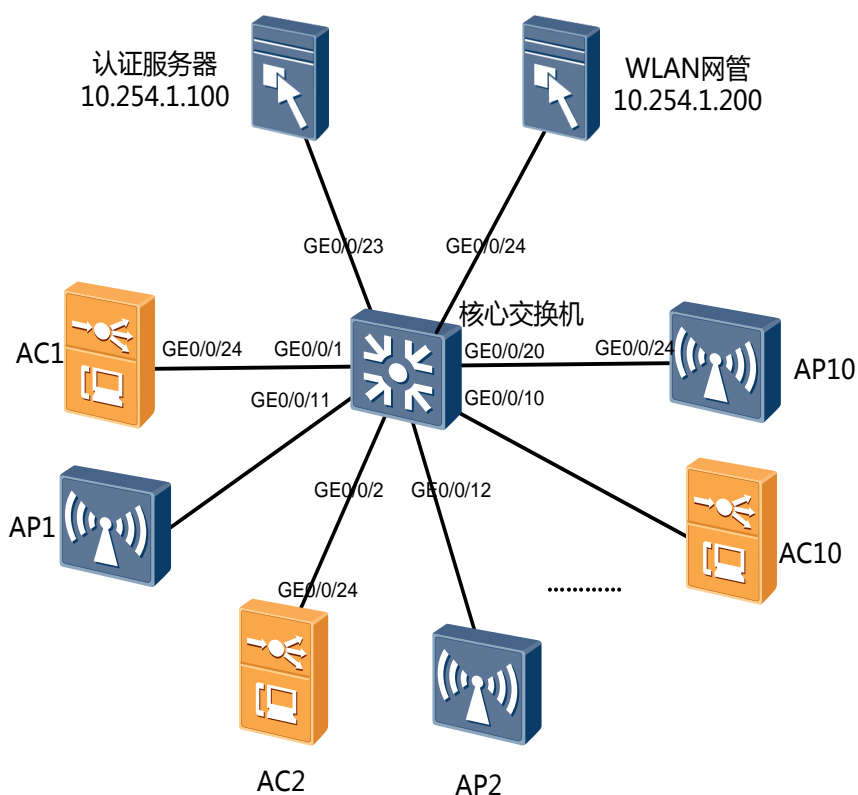 认证服务器
10.254.1.100
WLAN网管
10.254.1.200
GE0/0/23
GE0/0/24
核心交换机
AC1
GE0/0/24
GE0/0/1
GE0/0/20
GE0/0/24
AP10
GE0/0/11
GE0/0/10
AP1
GE0/0/2
GE0/0/12
AC10
GE0/0/24
............
AC2
AP2